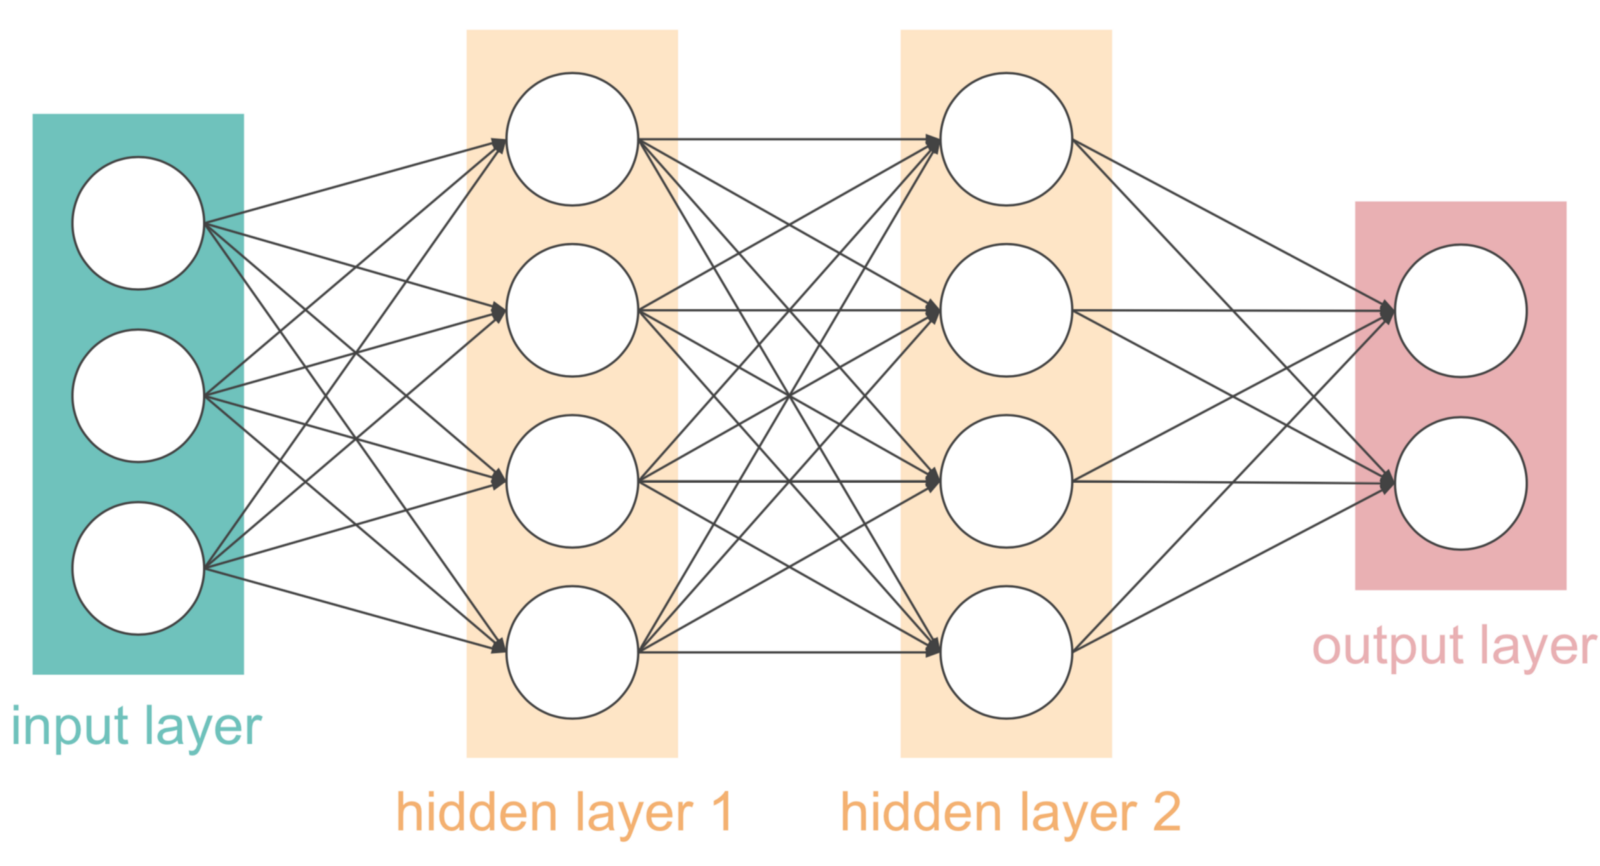 input layer
hidden layer 1
hidden layer 2
output layer